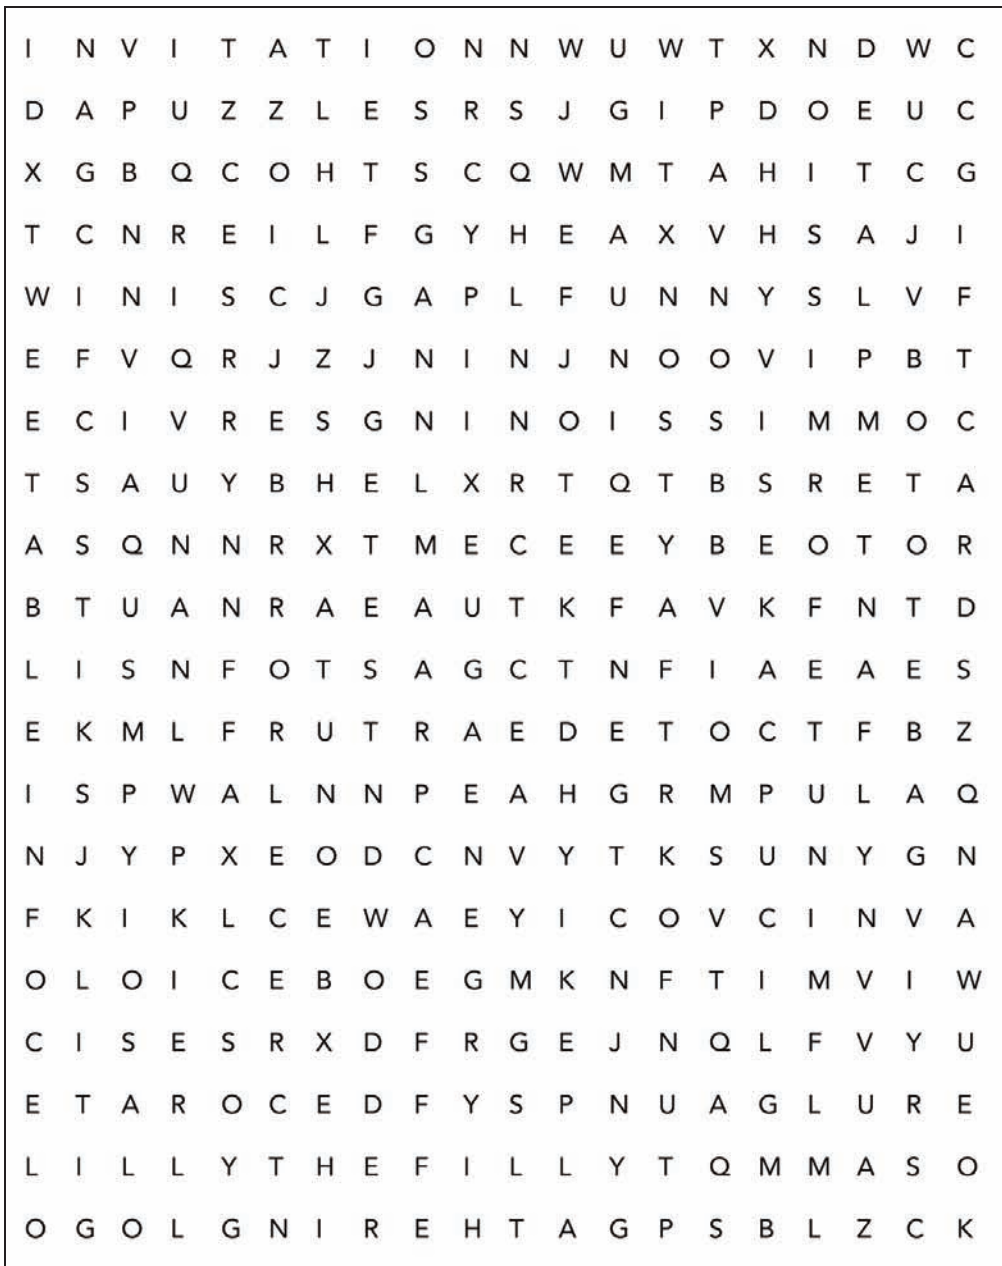 I N V I T A T I O N N W U W T X N D W C
D A P U Z Z L E S R S J G I P D O E U C
X G B Q C O H T S C Q W M T A H I T C G
T C N R E I L F G Y H E A X V H S A J I
W I N I S C J G A P L F U N N Y S L V F
E F V Q R J Z J N I N J N O O V I P B T
E C I V R E S G N I N O I S S I M M O C
T S A U Y B H E L X R T Q T B S R E T A
A S Q N N R X T M E C E E Y B E O T O R
B T U A N R A E A U T K F A V K F N T D
L I S N F O T S A G C T N F I A E A E S
E K M L F R U T R A E D E T O C T F B Z
I S P W A L N N P E A H G R M P U L A Q
N J Y P X E O D C N V Y T K S U N Y G N
F K I K L C E W A E Y I C O V C I N V A
O L O I C E B O E G M K N F T I M V I W
C I S E S R X D F R G E J N Q L F V Y U
E T A R O C E D F Y S P N U A G L U R E
L I L L Y T H E F I L L Y T Q M M A S O
O G O L G N I R E H T A G P S B L Z C K